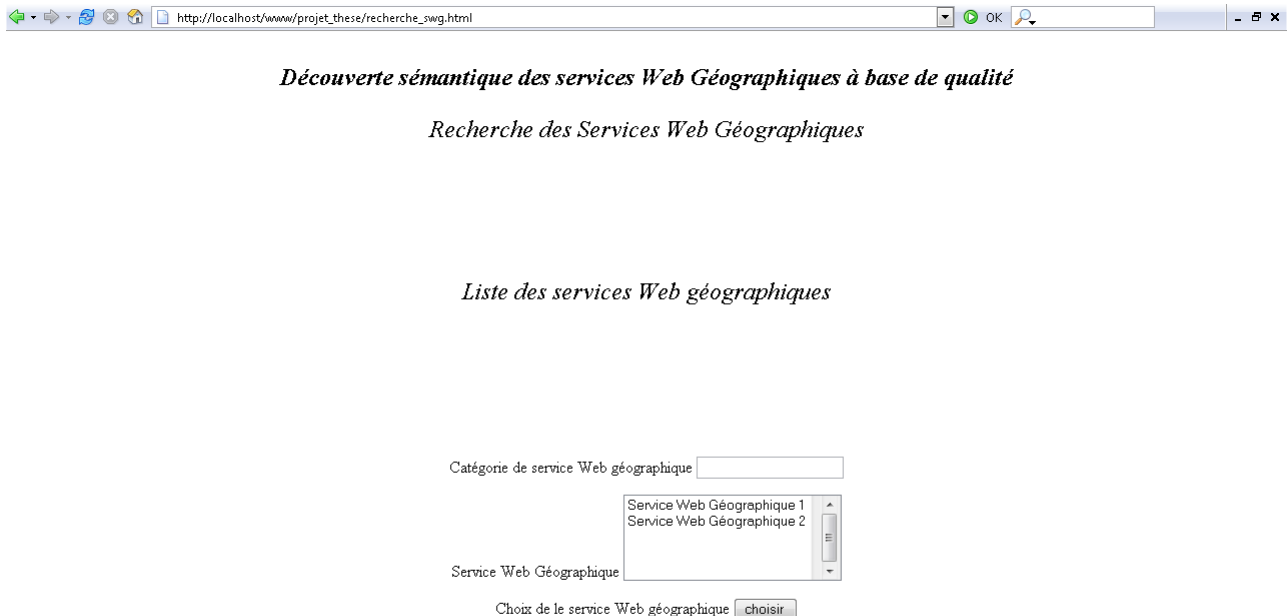 http://localhost/www/projet_these/recherche_swg.html OK
Découverte sémantique des services Web Géographiques à base de qualité
Recherche des Services Web Géographiques
Liste des services Web géographiques
Catégorie de service Web géographique
Service Web Géographique 1
Service Web Géographique 2
Service Web Géographique
Choix de le service Web géographique choisir